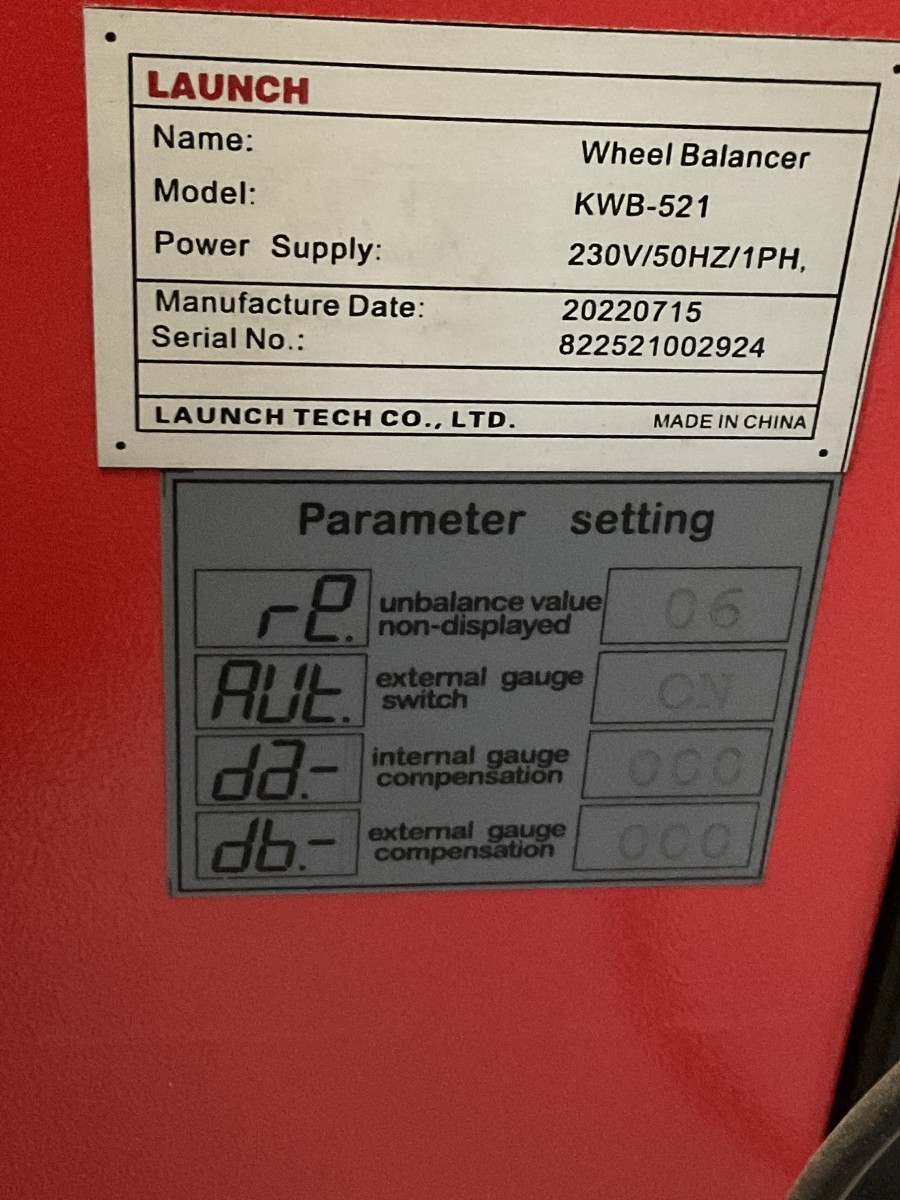 LAUNCH
Name: Wheel Balancer
Model: KWB-521
Power Supply: 230V/50HZ/1PH,
Manufacture Date: 20220715
Serial No.: 822521002924
LAUNCH TECH CO., LTD. MADE IN CHINA
Parameter setting
rP. unbalance value
non-displayed 06
AUt. external gauge
switch ON
da.- internal gauge
compensation 000
db.- external gauge
compensation 000